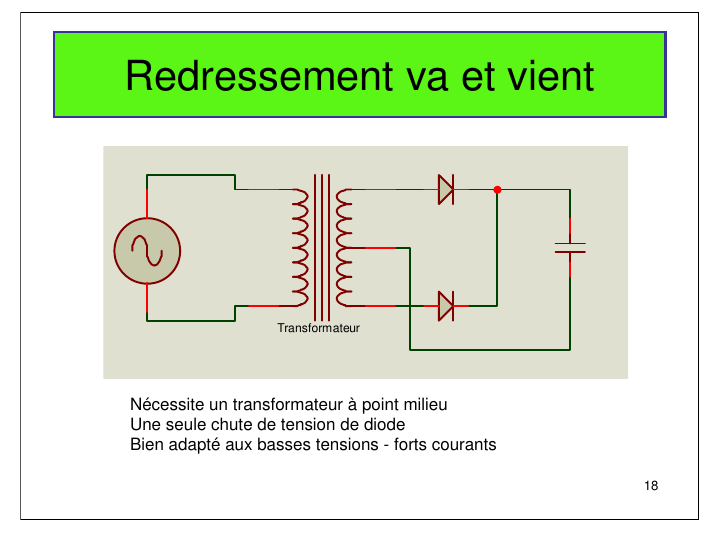 Redressement va et vient
Transformateur
Nécessite un transformateur à point milieu
Une seule chute de tension de diode
Bien adapté aux basses tensions - forts courants
18